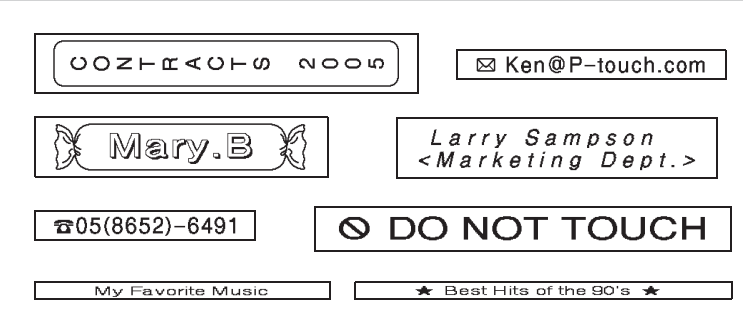 CONTRACTS 2005
✉ Ken@P-touch.com
Mary.B
Larry Sampson
<Marketing Dept.>
☎05(8652)-6491
🚫 DO NOT TOUCH
My Favorite Music
★ Best Hits of the 90's ★